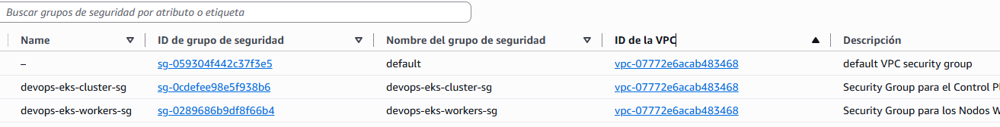 Buscar grupos de seguridad por atributo o etiqueta
Name ID de grupo de seguridad Nombre del grupo de seguridad ID de la VPC Descripción
– sg-059304f442c37f3e5 default vpc-07772e6acab483468 default VPC security group
devops-eks-cluster-sg sg-0cdefee98e5f938b6 devops-eks-cluster-sg vpc-07772e6acab483468 Security Group para el Control Pl
devops-eks-workers-sg sg-0289686b9df8f66b4 devops-eks-workers-sg vpc-07772e6acab483468 Security Group para los Nodos W